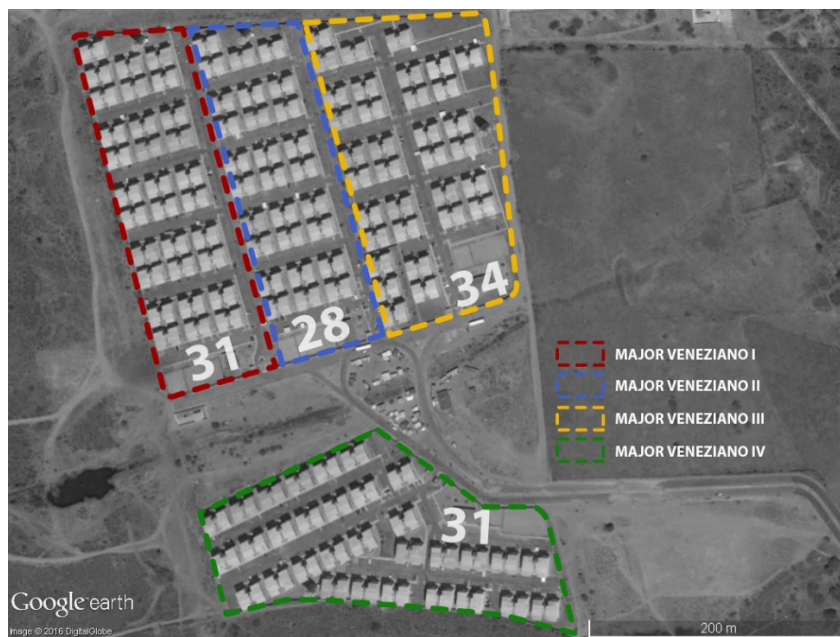 34
28
31
MAJOR VENEZIANO I
MAJOR VENEZIANO II
MAJOR VENEZIANO III
MAJOR VENEZIANO IV
31
Google earth
Image © 2016 DigitalGlobe
200 m